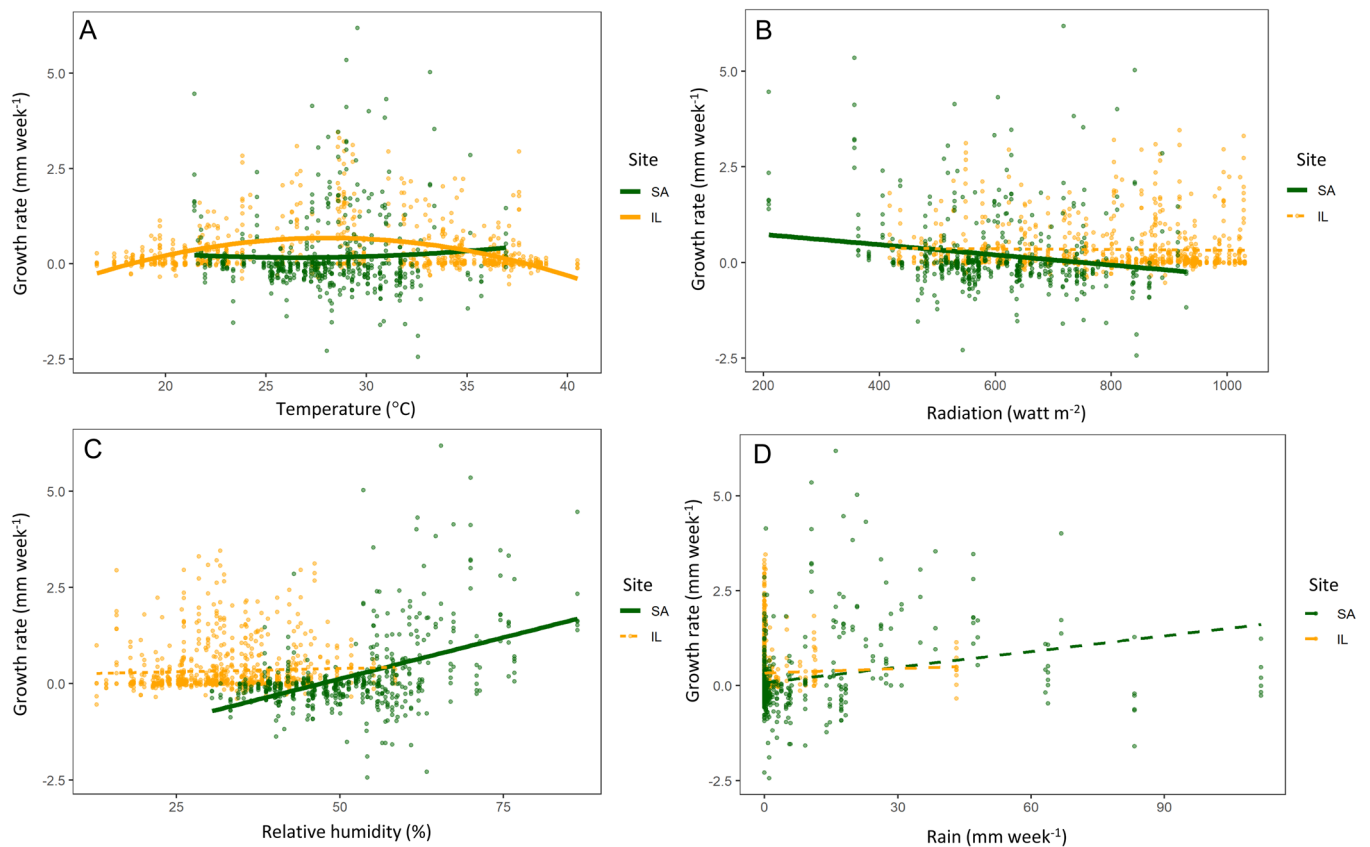 A
Growth rate (mm week-1)
5.0
2.5
0.0
-2.5
20
25
30
35
40
Temperature (°C)
Site
SA
IL
B
Growth rate (mm week-1)
5.0
2.5
0.0
-2.5
200
400
600
800
1000
Radiation (watt m-2)
Site
SA
IL
C
Growth rate (mm week-1)
5.0
2.5
0.0
-2.5
25
50
75
Relative humidity (%)
Site
SA
IL
D
Growth rate (mm week-1)
5.0
2.5
0.0
-2.5
0
30
60
90
Rain (mm week-1)
Site
SA
IL